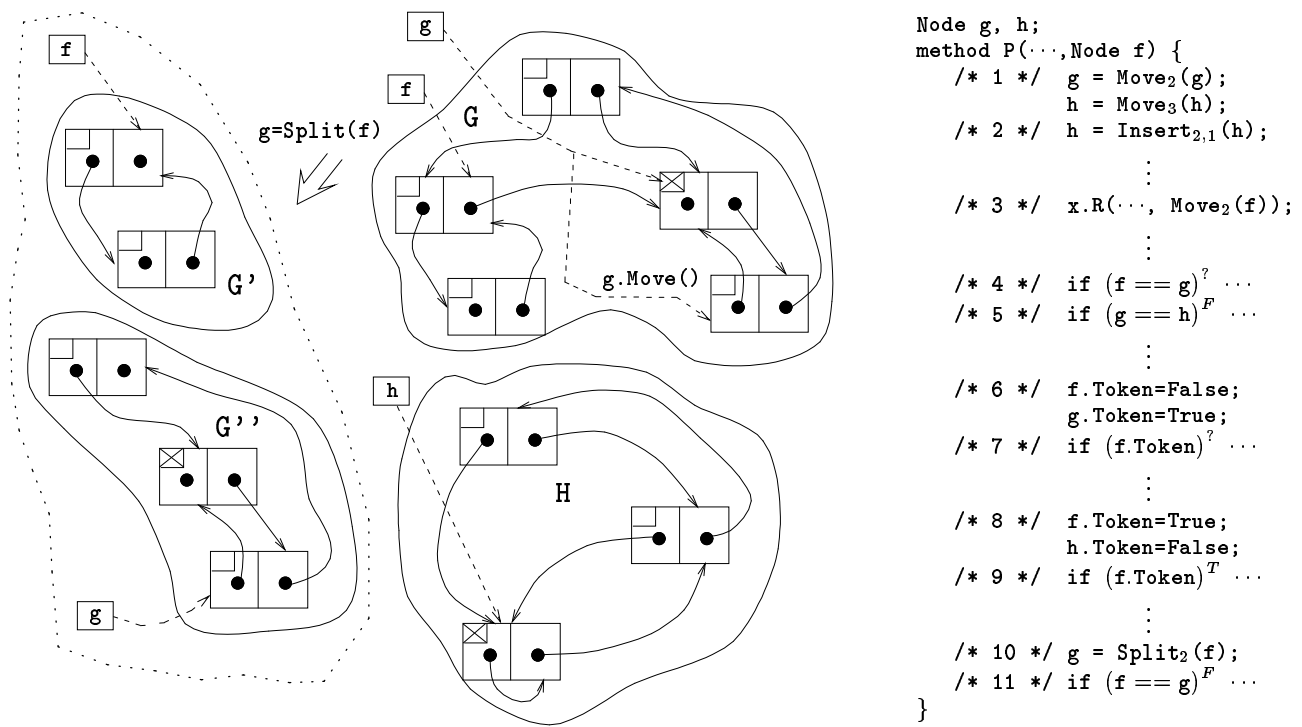 f
G'
G''
g
g=Split(f)
g
f
G
g.Move()
h
H
Node g, h;
method P(⋯,Node f) {
/* 1 */ g = Move₂(g);
h = Move₃(h);
/* 2 */ h = Insert₂,₁(h);
⋮
/* 3 */ x.R(⋯, Move₂(f));
⋮
/* 4 */ if (f == g)^? ⋯
/* 5 */ if (g == h)^F ⋯
⋮
/* 6 */ f.Token=False;
g.Token=True;
/* 7 */ if (f.Token)^? ⋯
⋮
/* 8 */ f.Token=True;
h.Token=False;
/* 9 */ if (f.Token)^T ⋯
⋮
/* 10 */ g = Split₂(f);
/* 11 */ if (f == g)^F ⋯
}